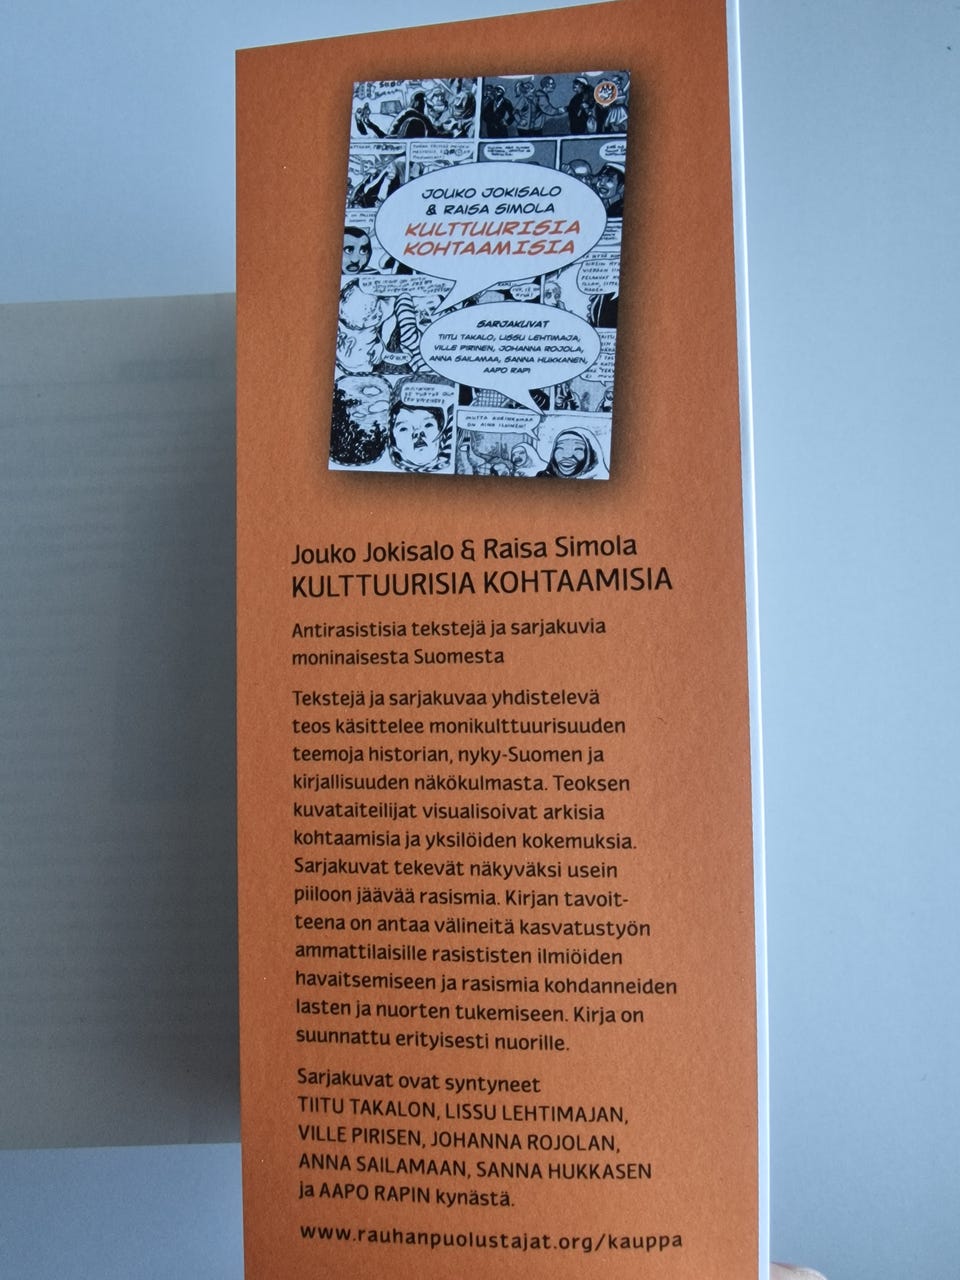 JOUKO JOKISALO
& RAISA SIMOLA
KULTTUURISIA
KOHTAAMISIA
SARJAKUVAT
TIITU TAKALO, LISSU LEHTIMAJA,
VILLE PIRINEN, JOHANNA ROJOLA,
ANNA SAILAMAA, SANNA HUKKANEN,
AAPO RAPI
MUTTA AURINKOHAN
ON AINA ILOINEN!
Jouko Jokisalo & Raisa Simola
KULTTUURISIA KOHTAAMISIA
Antirasistisia tekstejä ja sarjakuvia
moninaisesta Suomesta
Tekstejä ja sarjakuvaa yhdistelevä
teos käsittelee monikulttuurisuuden
teemoja historian, nyky-Suomen ja
kirjallisuuden näkökulmasta. Teoksen
kuvataiteilijat visualisoivat arkisia
kohtaamisia ja yksilöiden kokemuksia.
Sarjakuvat tekevät näkyväksi usein
piiloon jäävää rasismia. Kirjan tavoit-
teena on antaa välineitä kasvatustyön
ammattilaisille rasististen ilmiöiden
havaitsemiseen ja rasismia kohdanneiden
lasten ja nuorten tukemiseen. Kirja on
suunnattu erityisesti nuorille.
Sarjakuvat ovat syntyneet
TIITU TAKALON, LISSU LEHTIMAJAN,
VILLE PIRISEN, JOHANNA ROJOLAN,
ANNA SAILAMAAN, SANNA HUKKASEN
ja AAPO RAPIN kynästä.
www.rauhanpuolustajat.org/kauppa